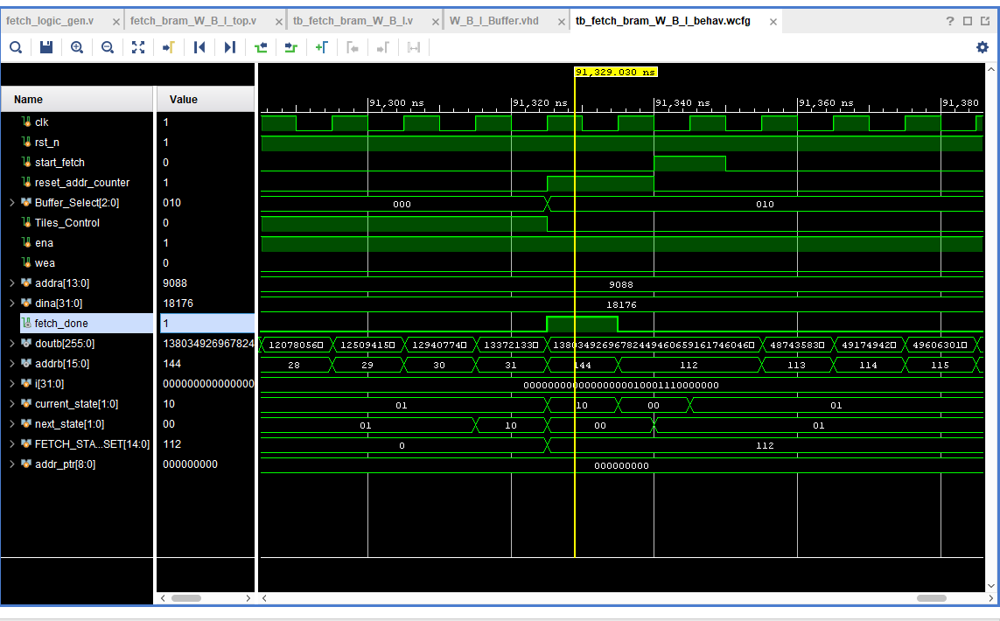 fetch_logic_gen.v × fetch_bram_W_B_I_top.v × tb_fetch_bram_W_B_I.v × W_B_I_Buffer.vhd × tb_fetch_bram_W_B_I_behav.wcfg × ?
91,329.030 ns
Name Value 91,300 ns 91,320 ns 91,340 ns 91,360 ns 91,380
clk 1
rst_n 1
start_fetch 0
reset_addr_counter 1
Buffer_Select[2:0] 010 000 010
Tiles_Control 0
ena 1
wea 0
addra[13:0] 9088 9088
dina[31:0] 18176 18176
fetch_done 1
doutb[255:0] 138034926967824 12078056 12509415 12940774 13372133 138034926967824494606591617460­46 48743583 49174942 49606301
addrb[15:0] 144 28 29 30 31 144 112 113 114 115
i[31:0] 000000000000000 00000000000000000010001110000000
current_state[1:0] 10 01 10 00 01
next_state[1:0] 00 01 10 00 01
FETCH_STA...SET[14:0] 112 0 112
addr_ptr[8:0] 000000000 000000000